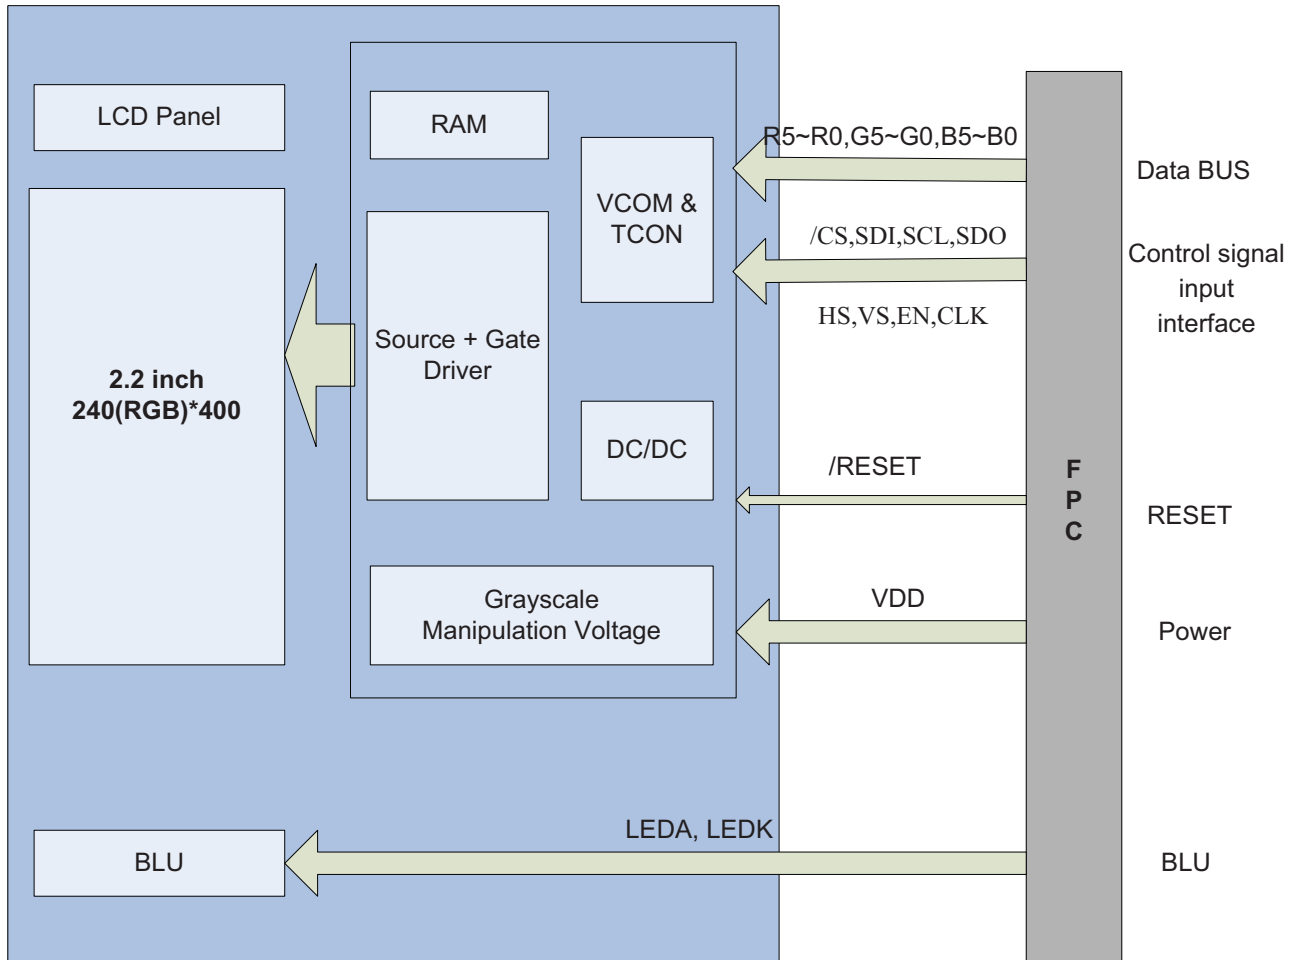 LCD Panel
2.2 inch
240(RGB)*400
RAM
VCOM &
TCON
Source + Gate
Driver
DC/DC
Grayscale
Manipulation Voltage
BLU
R5~R0,G5~G0,B5~B0
/CS,SDI,SCL,SDO
HS,VS,EN,CLK
/RESET
VDD
LEDA, LEDK
F
P
C
Data BUS
Control signal
input
interface
RESET
Power
BLU